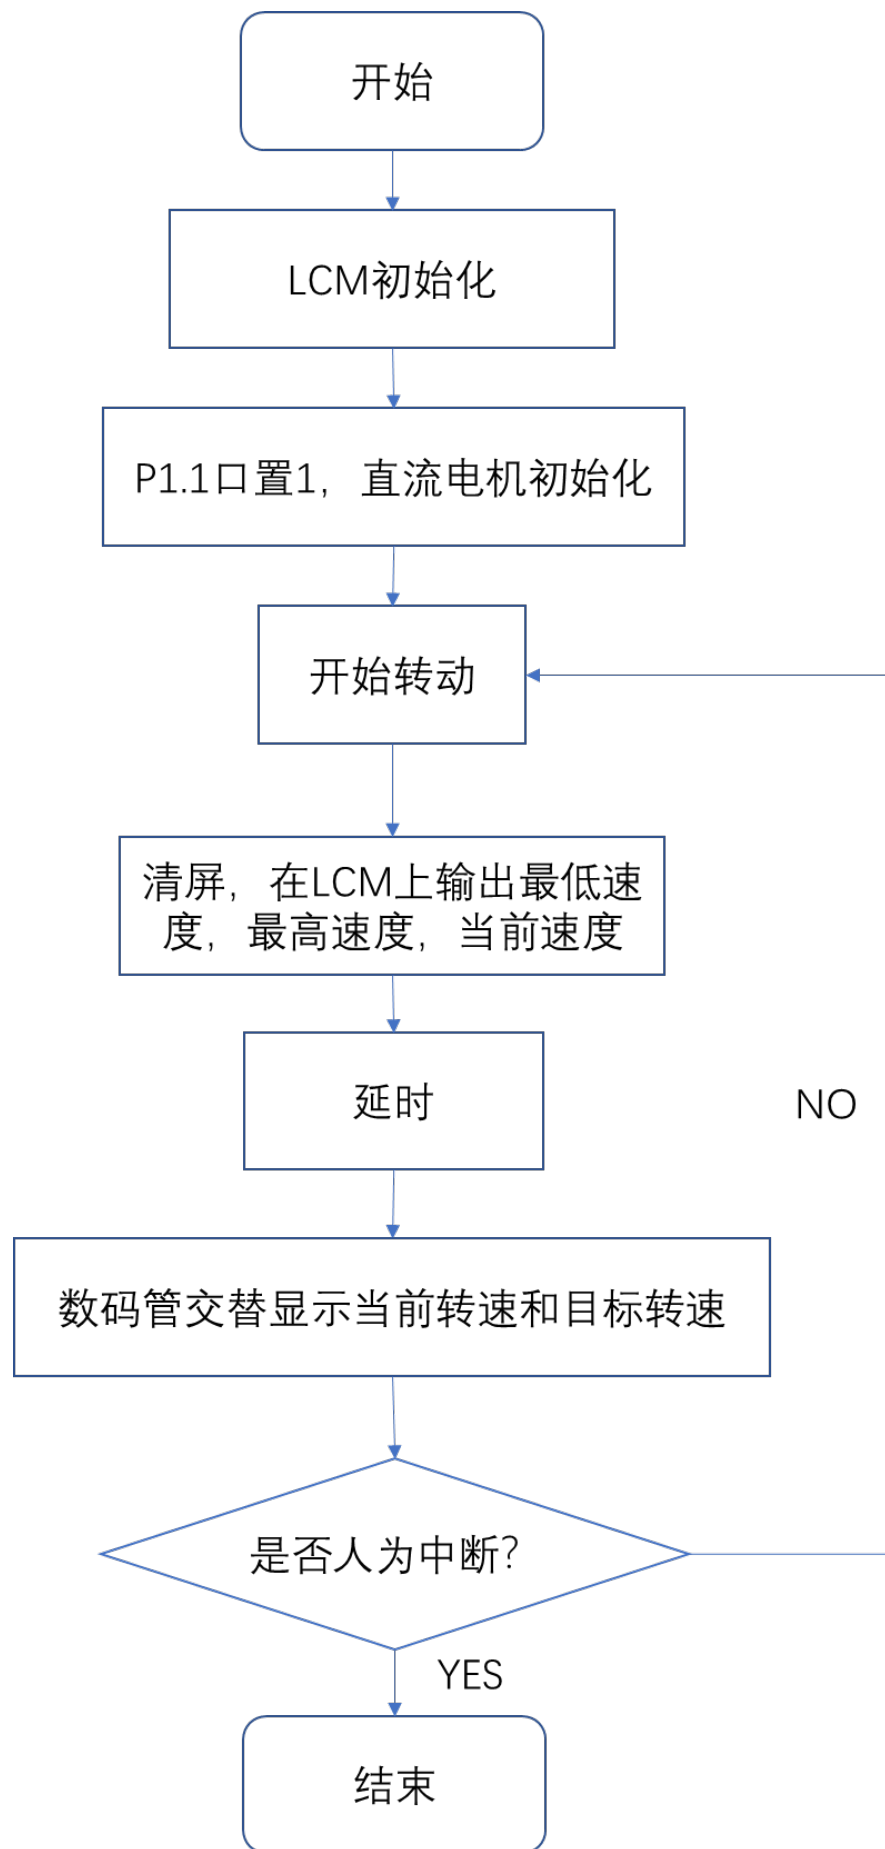 开始
LCM初始化
P1.1口置1，直流电机初始化
开始转动
清屏，在LCM上输出最低速
度，最高速度，当前速度
延时
NO
数码管交替显示当前转速和目标转速
是否人为中断?
YES
结束